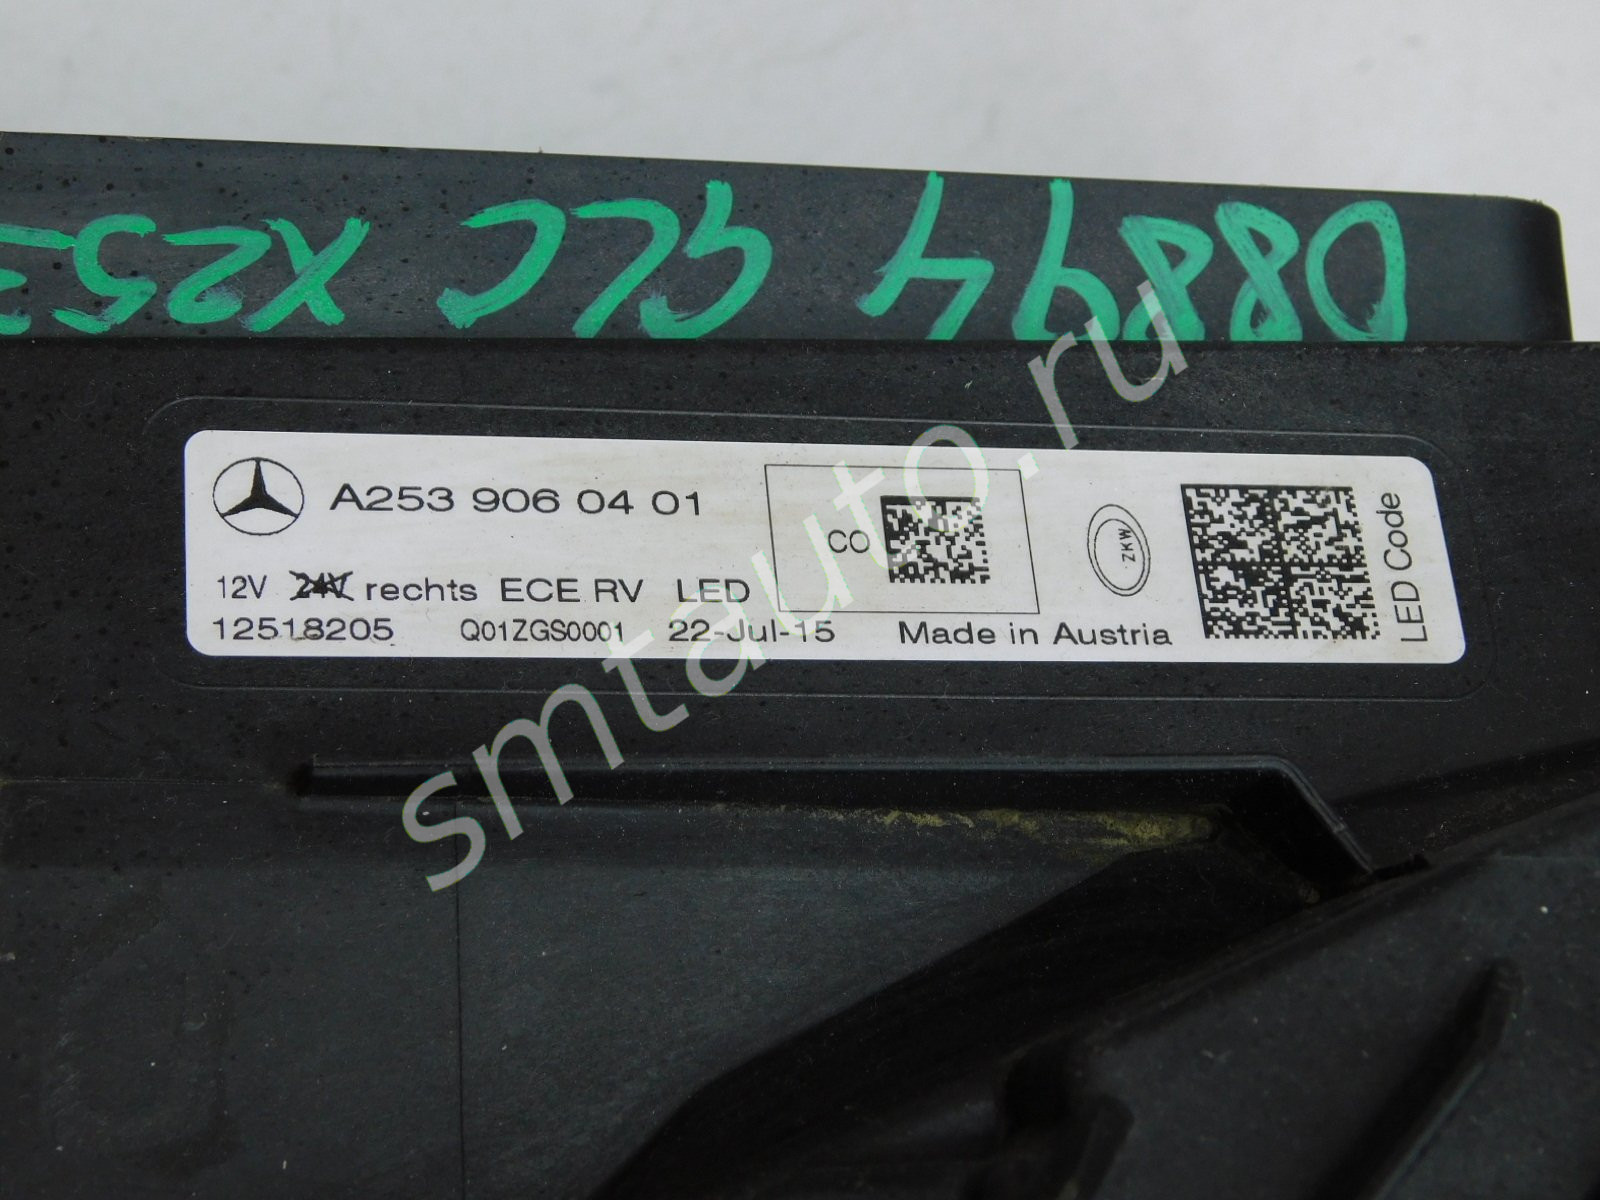 GLC X253
A253 906 04 01
CO
ZKW
LED Code
12V 24V rechts ECE RV LED
12518205 Q01ZGS0001 22-Jul-15 Made in Austria
smtauto.ru